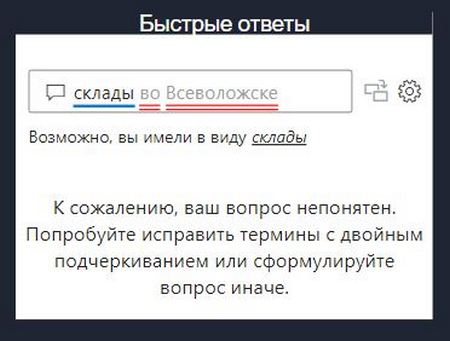 Быстрые ответы
склады во Всеволожске
Возможно, вы имели в виду склады
К сожалению, ваш вопрос непонятен.
Попробуйте исправить термины с двойным
подчеркиванием или сформулируйте
вопрос иначе.